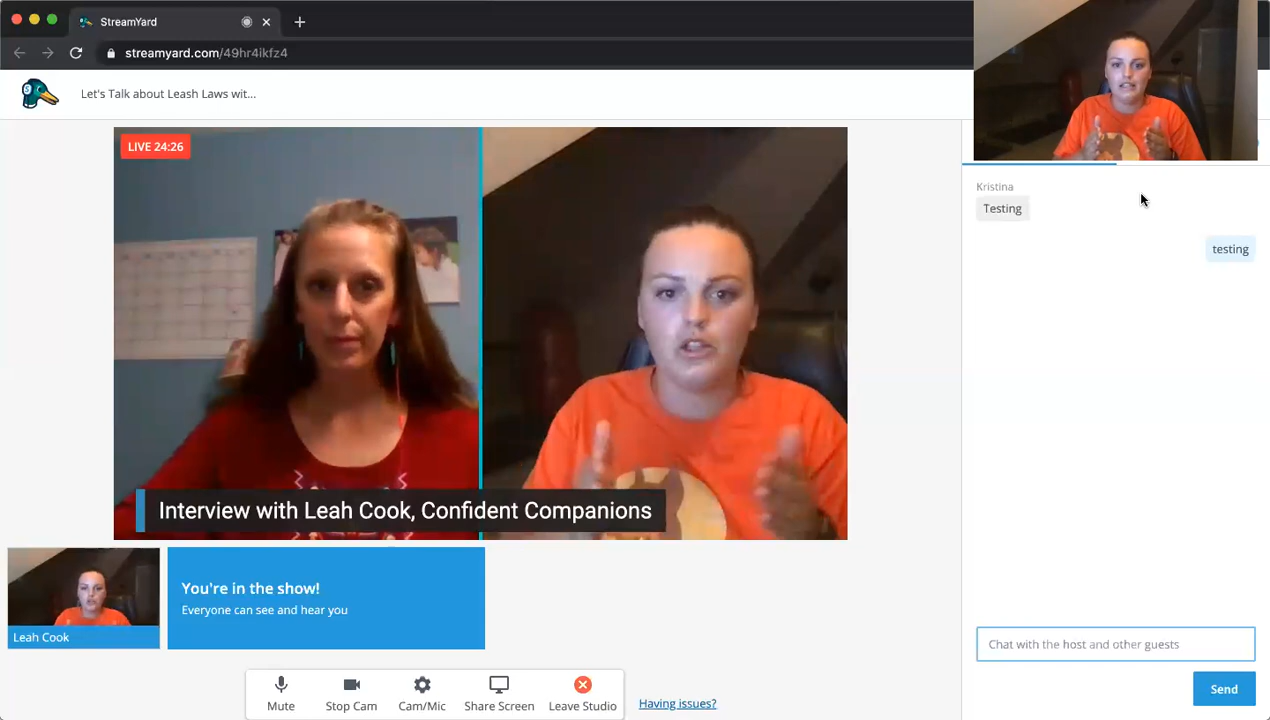 StreamYard
streamyard.com/49hr4ikfz4
Let's Talk about Leash Laws wit...
LIVE 24:26
Kristina
Testing
testing
Interview with Leah Cook, Confident Companions
You're in the show!
Everyone can see and hear you
Leah Cook
Chat with the host and other guests
Send
Mute
Stop Cam
Cam/Mic
Share Screen
Leave Studio
Having issues?